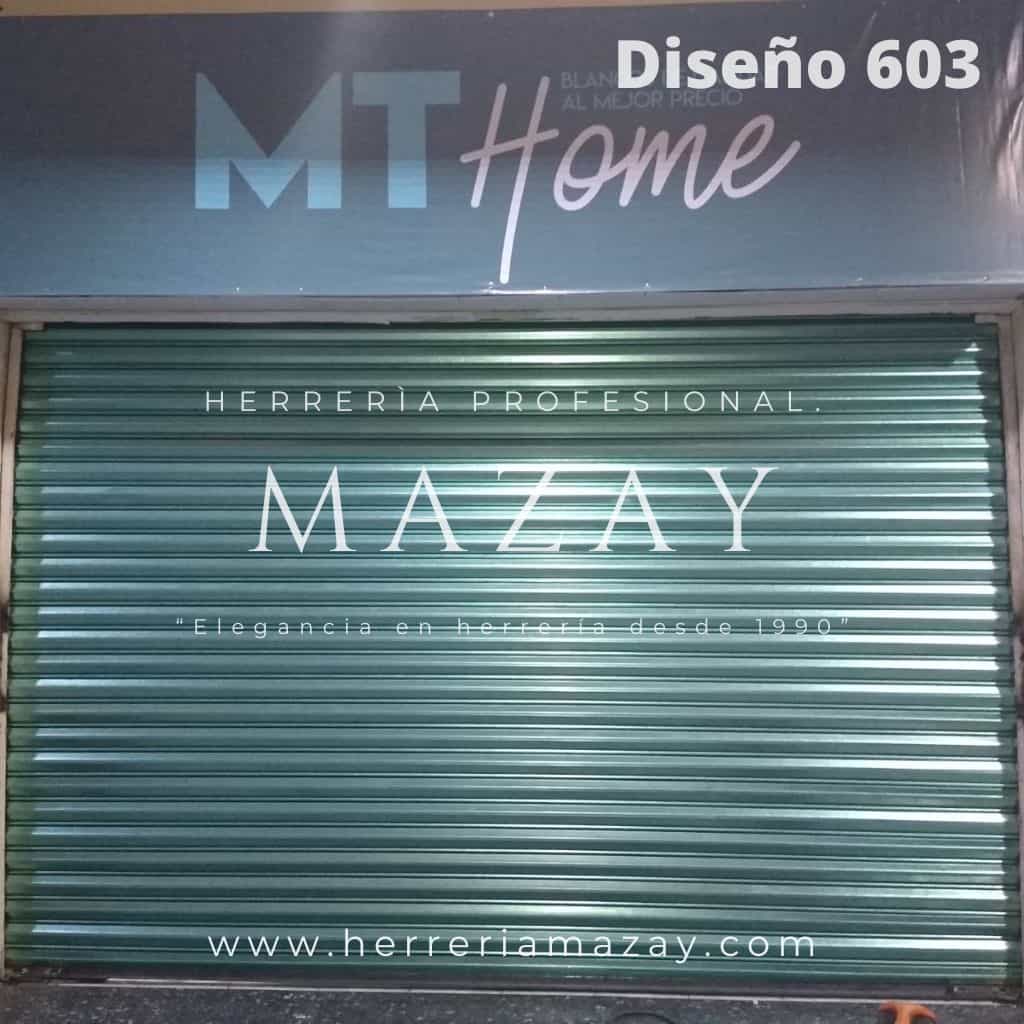 Diseño 603
MT Home
AL MEJOR PRECIO
HERRERÌA PROFESIONAL.
MAZAY
“Elegancia en herrería desde 1990”
www.herreriamazay.com